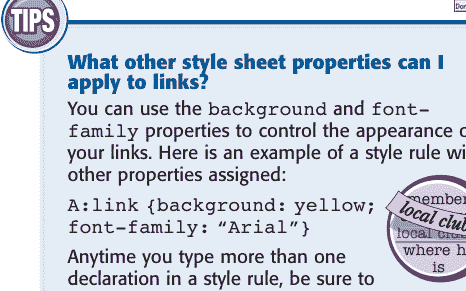 TIPS
What other style sheet properties can I
apply to links?
You can use the background and font-
family properties to control the appearance
your links. Here is an example of a style rule
other properties assigned:
A:link {background: yellow;
font-family: “Arial”}
Anytime you type more than one
declaration in a style rule, be sure to
local club
where
is